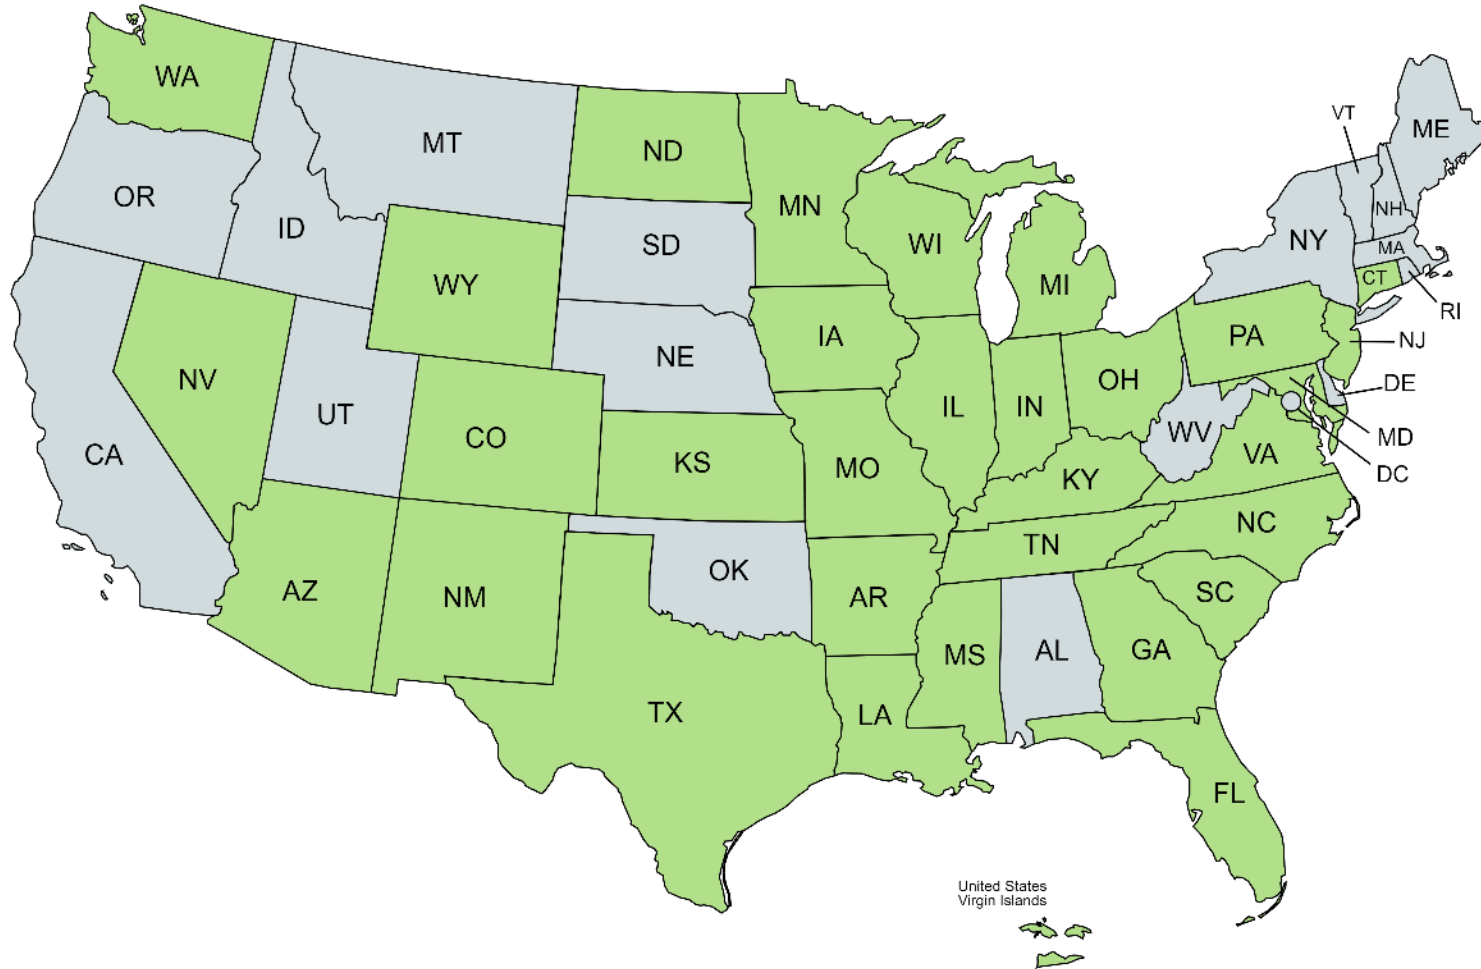 WA
VT
ME
MT
ND
OR
MN
NH
ID
WI
NY
SD
MA
WY
CT
MI
RI
IA
PA
NJ
NE
NV
OH
DE
IL
IN
UT
WV
CO
MD
CA
VA
KS
MO
DC
KY
NC
TN
OK
AZ
NM
AR
SC
MS
AL
GA
TX
LA
FL
United States
Virgin Islands